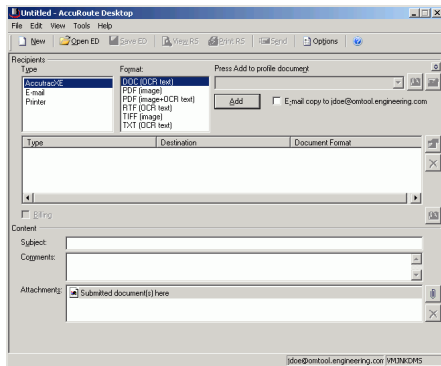 Untitled - AccuRoute Desktop
File Edit View Tools Help
New Open ED Save ED View RS Print RS Send Options
Recipients
Type Format: Press Add to profile document
AccutracXE
E-mail
Printer
DOC (OCR text)
PDF (image)
PDF (image+OCR text)
RTF (OCR text)
TIFF (image)
TXT (OCR text)
Add E-mail copy to jdoe@omtool.engineering.com
Type Destination Document Format
Billing
Content
Subject:
Comments:
Attachments: Submitted document(s) here
jdoe@omtool.engineering.com VMJNKDMS